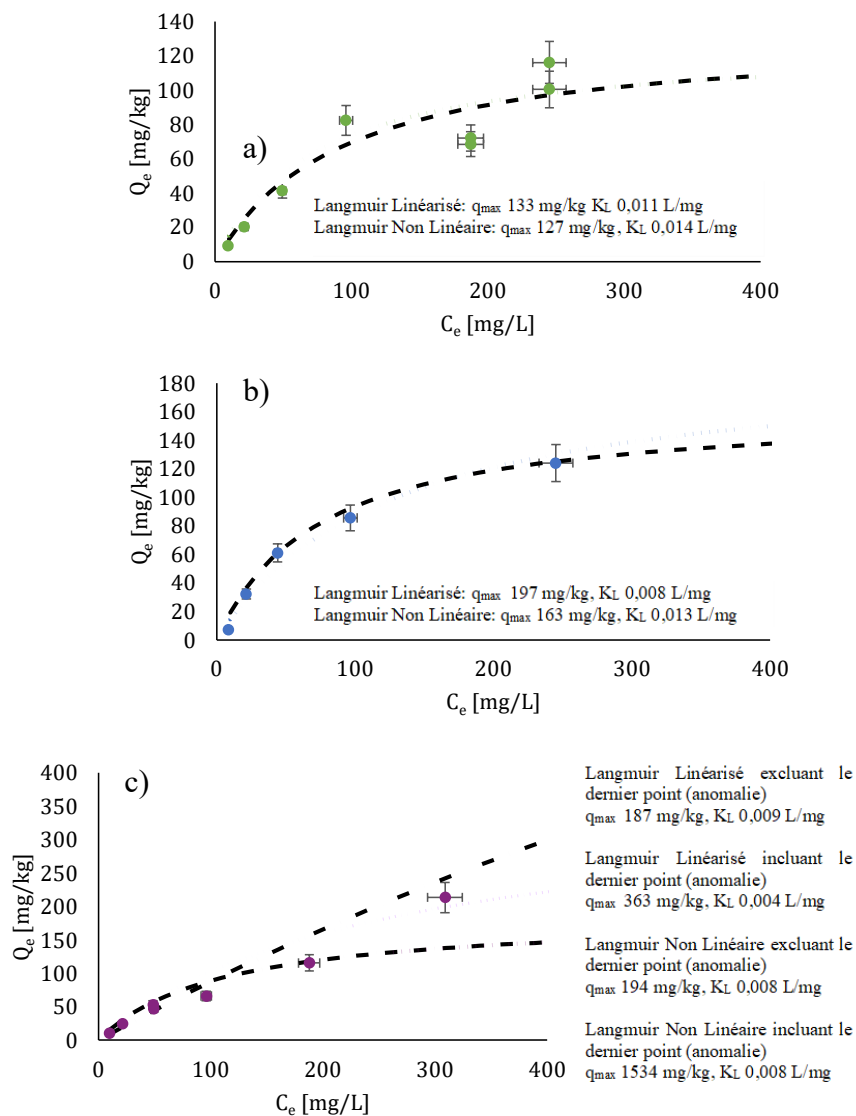 140
120
100
80
60
40
20
0
Qe [mg/kg]
a)
Langmuir Linéarisé: qmax 133 mg/kg KL 0,011 L/mg
Langmuir Non Linéaire: qmax 127 mg/kg, KL 0,014 L/mg
0 100 200 300 400
Ce [mg/L]
180
160
140
120
100
80
60
40
20
0
Qe [mg/kg]
b)
Langmuir Linéarisé: qmax 197 mg/kg, KL 0,008 L/mg
Langmuir Non Linéaire: qmax 163 mg/kg, KL 0,013 L/mg
0 100 200 300 400
Ce [mg/L]
400
350
300
250
200
150
100
50
0
Qe [mg/kg]
c)
0 100 200 300 400
Ce [mg/L]
Langmuir Linéarisé excluant le
dernier point (anomalie)
qmax 187 mg/kg, KL 0,009 L/mg
Langmuir Linéarisé incluant le
dernier point (anomalie)
qmax 363 mg/kg, KL 0,004 L/mg
Langmuir Non Linéaire excluant le
dernier point (anomalie)
qmax 194 mg/kg, KL 0,008 L/mg
Langmuir Non Linéaire incluant le
dernier point (anomalie)
qmax 1534 mg/kg, KL 0,008 L/mg